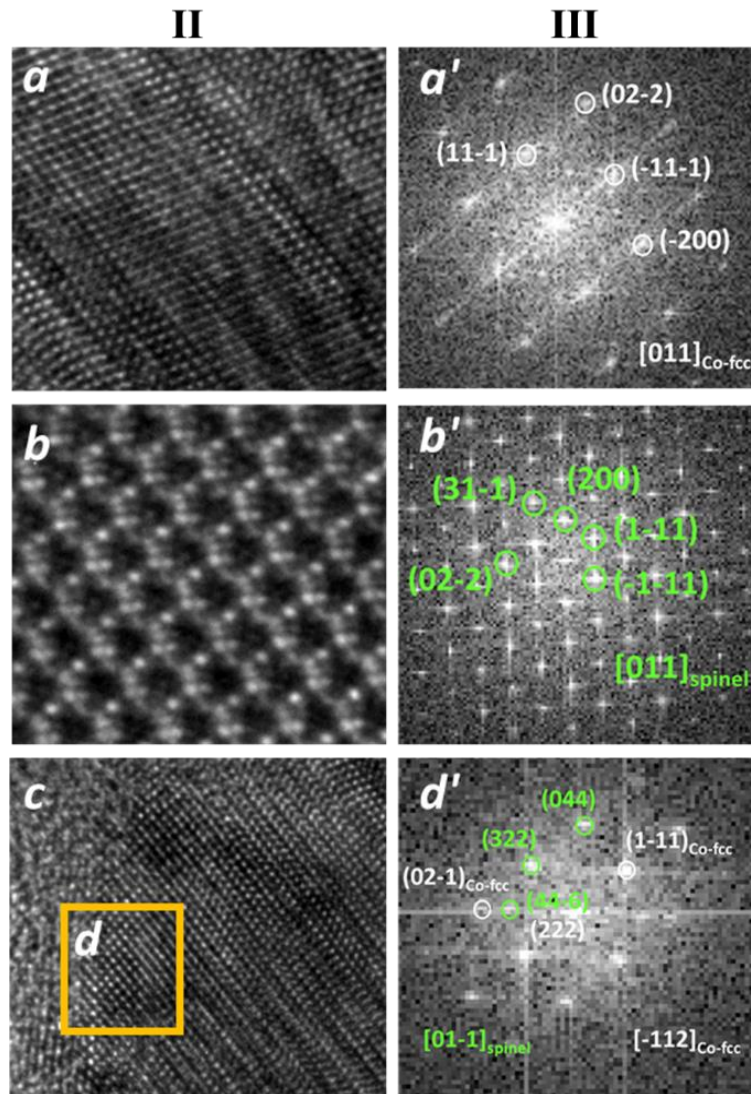 II III
a
a'
(02-2)
(11-1)
(-11-1)
(-200)
[011]Co-fcc
b
b'
(31-1)
(200)
(1-11)
(02-2)
(-1-11)
[011]spinel
c
d
d'
(044)
(322)
(1-11)Co-fcc
(02-1)Co-fcc
(44-6)
(222)
[01-1]spinel
[-112]Co-fcc